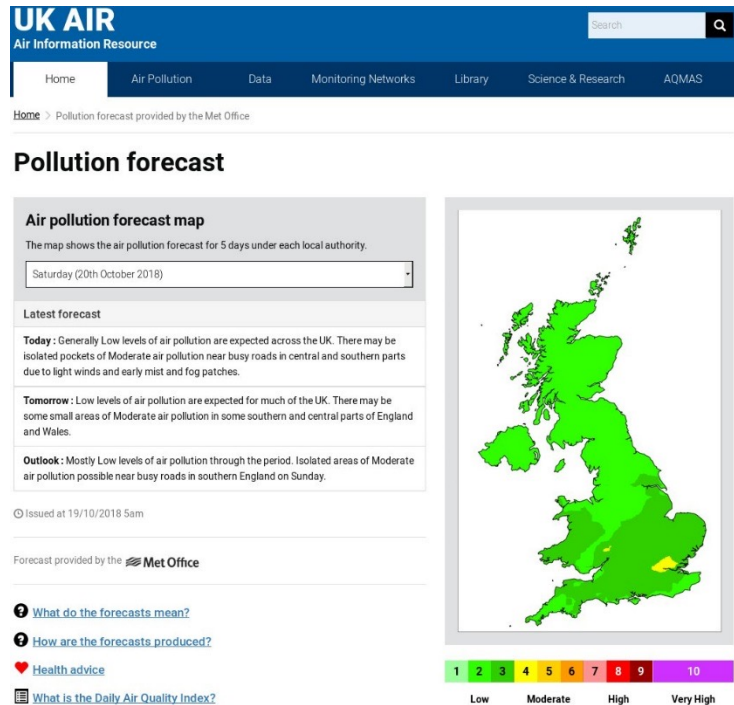 UK AIR
Air Information Resource
Search
Home
Air Pollution
Data
Monitoring Networks
Library
Science & Research
AQMAS
Home > Pollution forecast provided by the Met Office
Pollution forecast
Air pollution forecast map
The map shows the air pollution forecast for 5 days under each local authority.
Saturday (20th October 2018)
Latest forecast
Today : Generally Low levels of air pollution are expected across the UK. There may be
isolated pockets of Moderate air pollution near busy roads in central and southern parts
due to light winds and early mist and fog patches.
Tomorrow : Low levels of air pollution are expected for much of the UK. There may be
some small areas of Moderate air pollution in some southern and central parts of England
and Wales.
Outlook : Mostly Low levels of air pollution through the period. Isolated areas of Moderate
air pollution possible near busy roads in southern England on Sunday.
Issued at 19/10/2018 5am
Forecast provided by the Met Office
What do the forecasts mean?
How are the forecasts produced?
Health advice
What is the Daily Air Quality Index?
1 2 3 4 5 6 7 8 9 10
Low Moderate High Very High